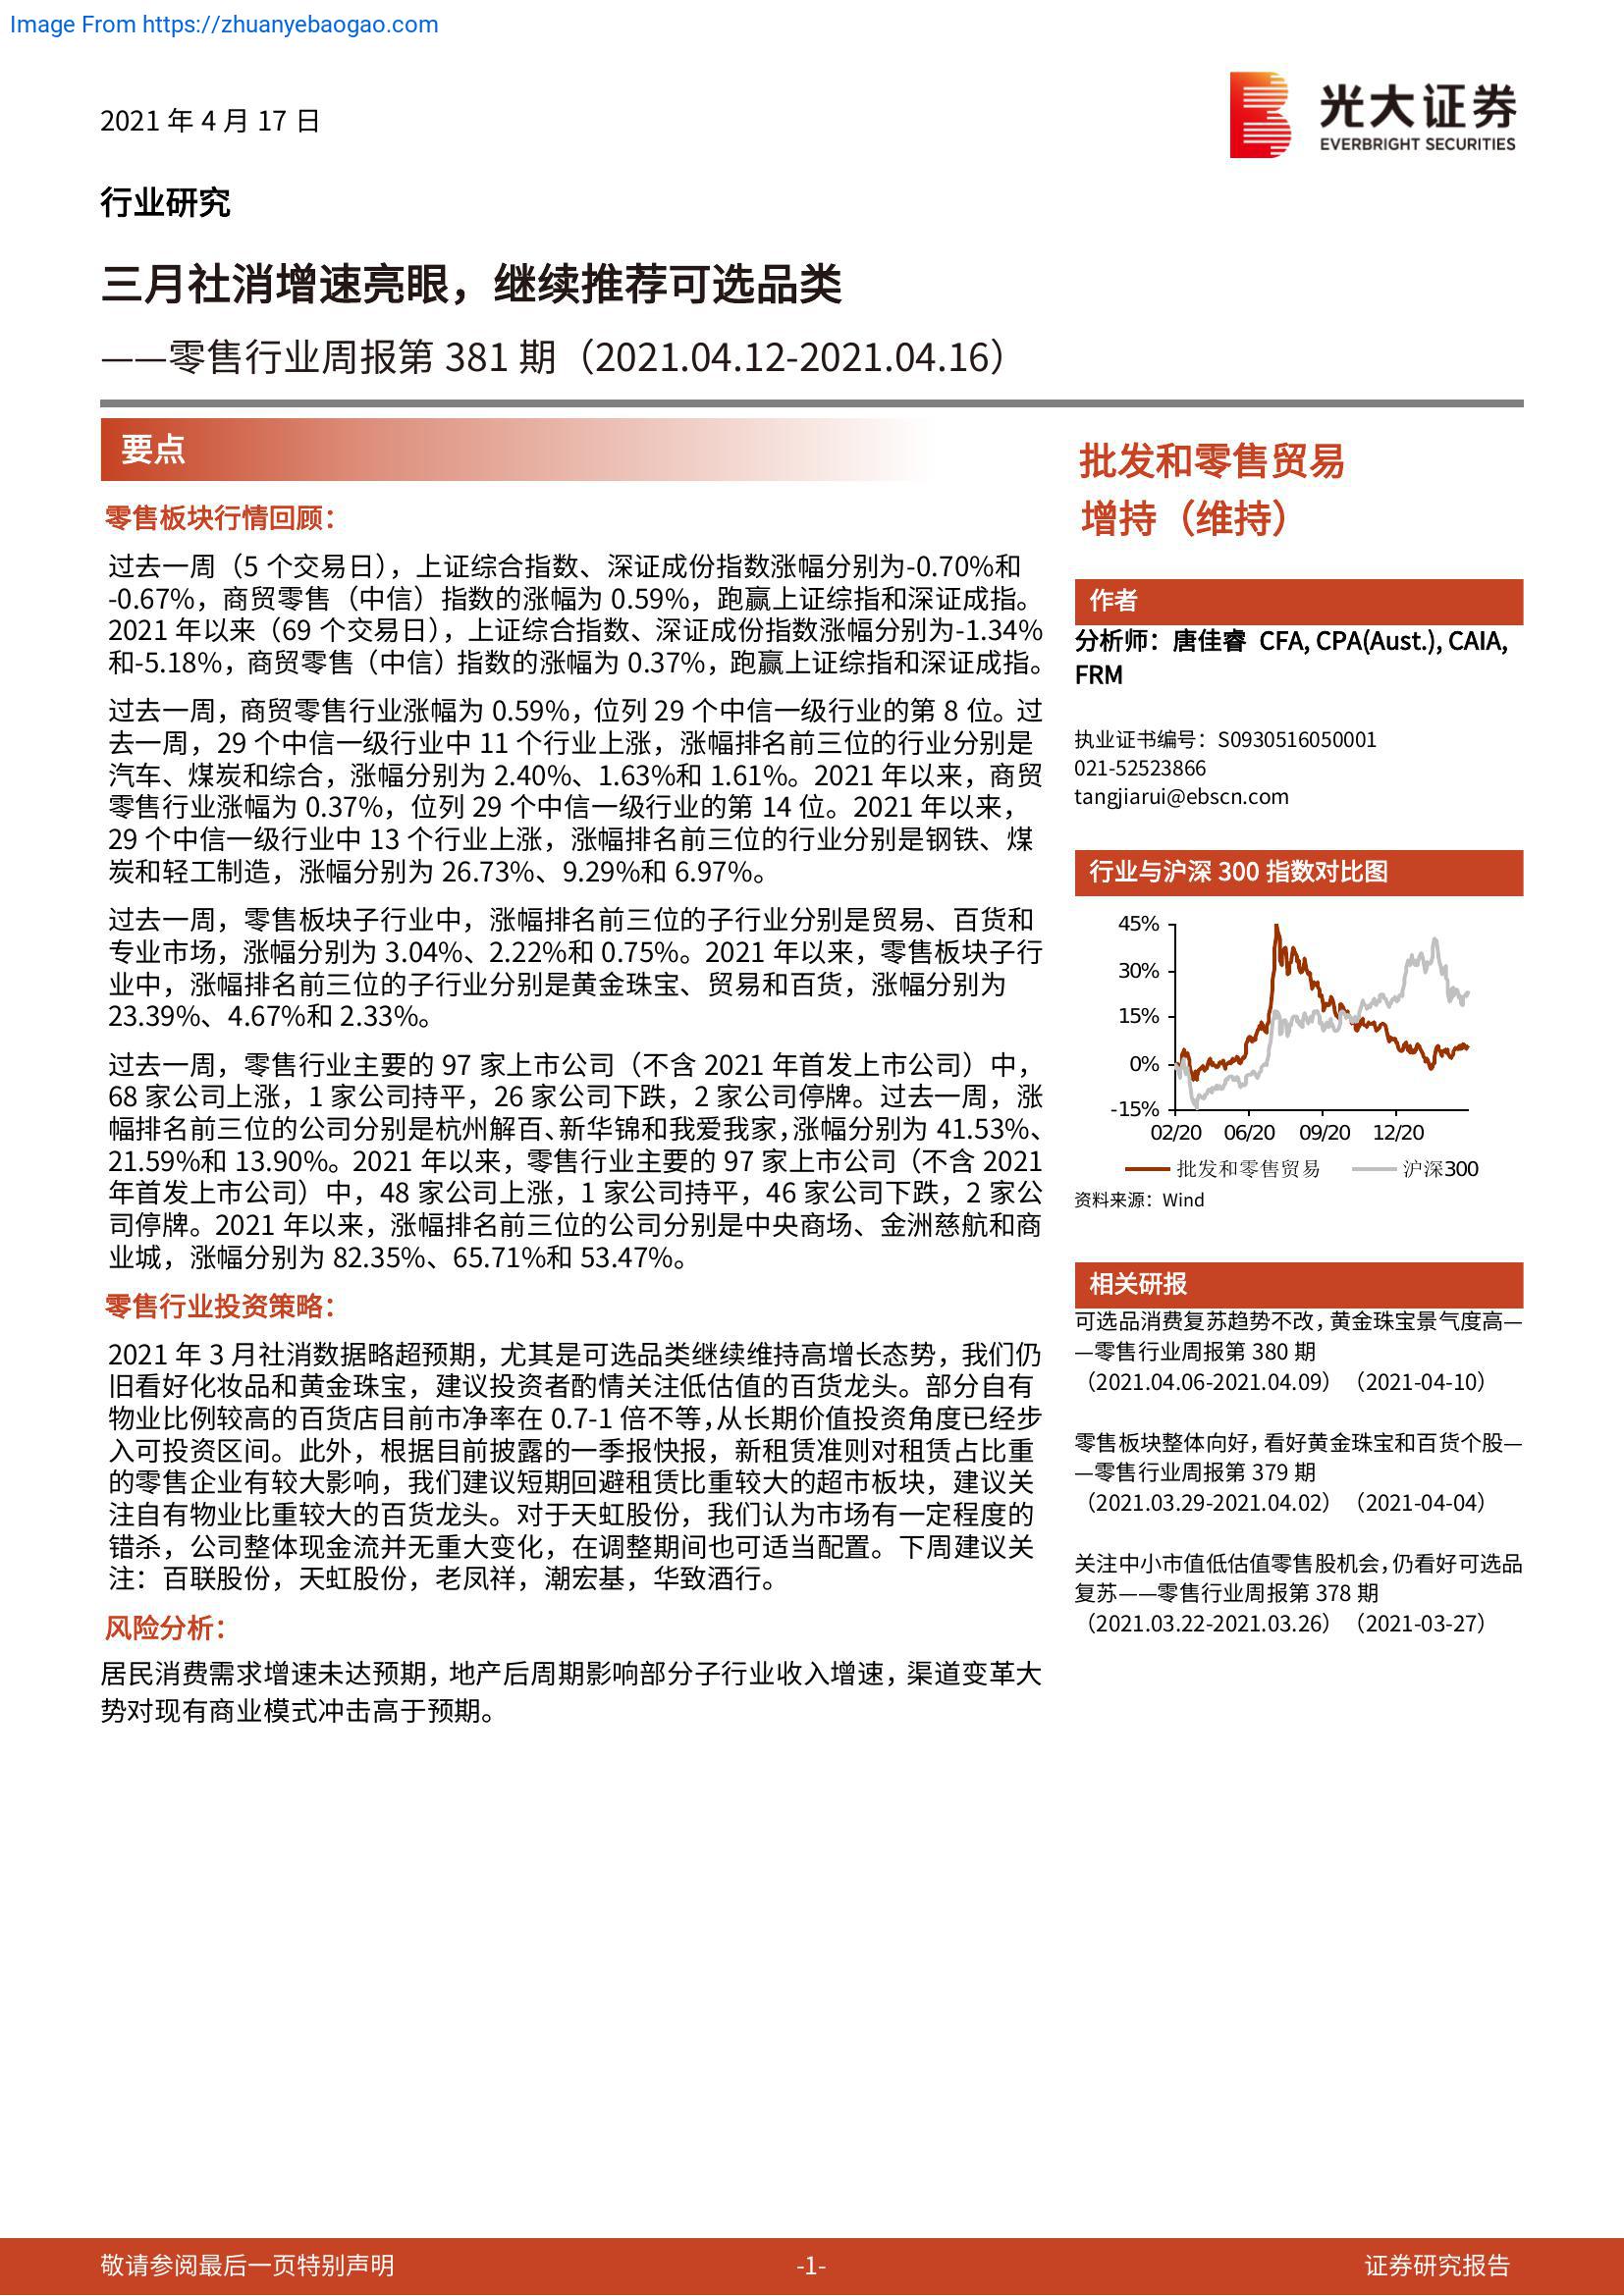 Image From https://zhuanyebaogao.com
2021 年 4 月 17 日
光大证券
EVERBRIGHT SECURITIES
行业研究
三月社消增速亮眼，继续推荐可选品类
——零售行业周报第 381 期（2021.04.12-2021.04.16）
要点
零售板块行情回顾：
过去一周（5 个交易日），上证综合指数、深证成份指数涨幅分别为-0.70%和
-0.67%，商贸零售（中信）指数的涨幅为 0.59%，跑赢上证综指和深证成指。
2021 年以来（69 个交易日），上证综合指数、深证成份指数涨幅分别为-1.34%
和-5.18%，商贸零售（中信）指数的涨幅为 0.37%，跑赢上证综指和深证成指。
过去一周，商贸零售行业涨幅为 0.59%，位列 29 个中信一级行业的第 8 位。过
去一周，29 个中信一级行业中 11 个行业上涨，涨幅排名前三位的行业分别是
汽车、煤炭和综合，涨幅分别为 2.40%、1.63%和 1.61%。2021 年以来，商贸
零售行业涨幅为 0.37%，位列 29 个中信一级行业的第 14 位。2021 年以来，
29 个中信一级行业中 13 个行业上涨，涨幅排名前三位的行业分别是钢铁、煤
炭和轻工制造，涨幅分别为 26.73%、9.29%和 6.97%。
过去一周，零售板块子行业中，涨幅排名前三位的子行业分别是贸易、百货和
专业市场，涨幅分别为 3.04%、2.22%和 0.75%。2021 年以来，零售板块子行
业中，涨幅排名前三位的子行业分别是黄金珠宝、贸易和百货，涨幅分别为
23.39%、4.67%和 2.33%。
过去一周，零售行业主要的 97 家上市公司（不含 2021 年首发上市公司）中，
68 家公司上涨，1 家公司持平，26 家公司下跌，2 家公司停牌。过去一周，涨
幅排名前三位的公司分别是杭州解百、新华锦和我爱我家，涨幅分别为 41.53%、
21.59%和 13.90%。2021 年以来，零售行业主要的 97 家上市公司（不含 2021
年首发上市公司）中，48 家公司上涨，1 家公司持平，46 家公司下跌，2 家公
司停牌。2021 年以来，涨幅排名前三位的公司分别是中央商场、金洲慈航和商
业城，涨幅分别为 82.35%、65.71%和 53.47%。
零售行业投资策略：
2021 年 3 月社消数据略超预期，尤其是可选品类继续维持高增长态势，我们仍
旧看好化妆品和黄金珠宝，建议投资者酌情关注低估值的百货龙头。部分自有
物业比例较高的百货店目前市净率在 0.7-1 倍不等，从长期价值投资角度已经步
入可投资区间。此外，根据目前披露的一季报快报，新租赁准则对租赁占比重
的零售企业有较大影响，我们建议短期回避租赁比重较大的超市板块，建议关
注自有物业比重较大的百货龙头。对于天虹股份，我们认为市场有一定程度的
错杀，公司整体现金流并无重大变化，在调整期间也可适当配置。下周建议关
注：百联股份，天虹股份，老凤祥，潮宏基，华致酒行。
风险分析：
居民消费需求增速未达预期，地产后周期影响部分子行业收入增速，渠道变革大
势对现有商业模式冲击高于预期。
批发和零售贸易
增持（维持）
作者
分析师：唐佳睿 CFA, CPA(Aust.), CAIA,
FRM
执业证书编号：S0930516050001
021-52523866
tangjiarui@ebscn.com
行业与沪深 300 指数对比图
45%
30%
15%
0%
-15%
02/20 06/20 09/20 12/20
批发和零售贸易 沪深300
资料来源：Wind
相关研报
可选品消费复苏趋势不改，黄金珠宝景气度高—
—零售行业周报第 380 期
（2021.04.06-2021.04.09）（2021-04-10）
零售板块整体向好，看好黄金珠宝和百货个股—
—零售行业周报第 379 期
（2021.03.29-2021.04.02）（2021-04-04）
关注中小市值低估值零售股机会，仍看好可选品
复苏——零售行业周报第 378 期
（2021.03.22-2021.03.26）（2021-03-27）
敬请参阅最后一页特别声明
-1-
证券研究报告